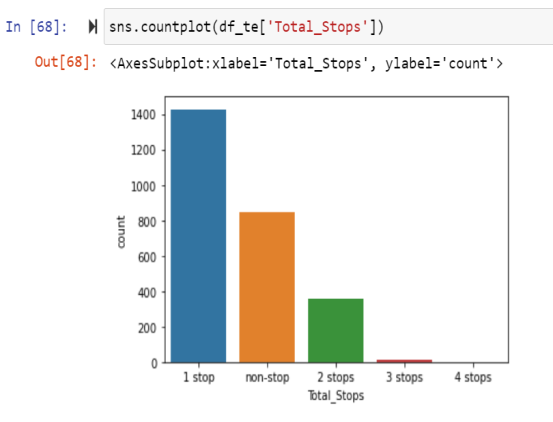 In [68]: sns.countplot(df_te['Total_Stops'])
Out[68]: <AxesSubplot:xlabel='Total_Stops', ylabel='count'>
1400
1200
1000
800
600
400
200
0
count
1 stop non-stop 2 stops 3 stops 4 stops
Total_Stops